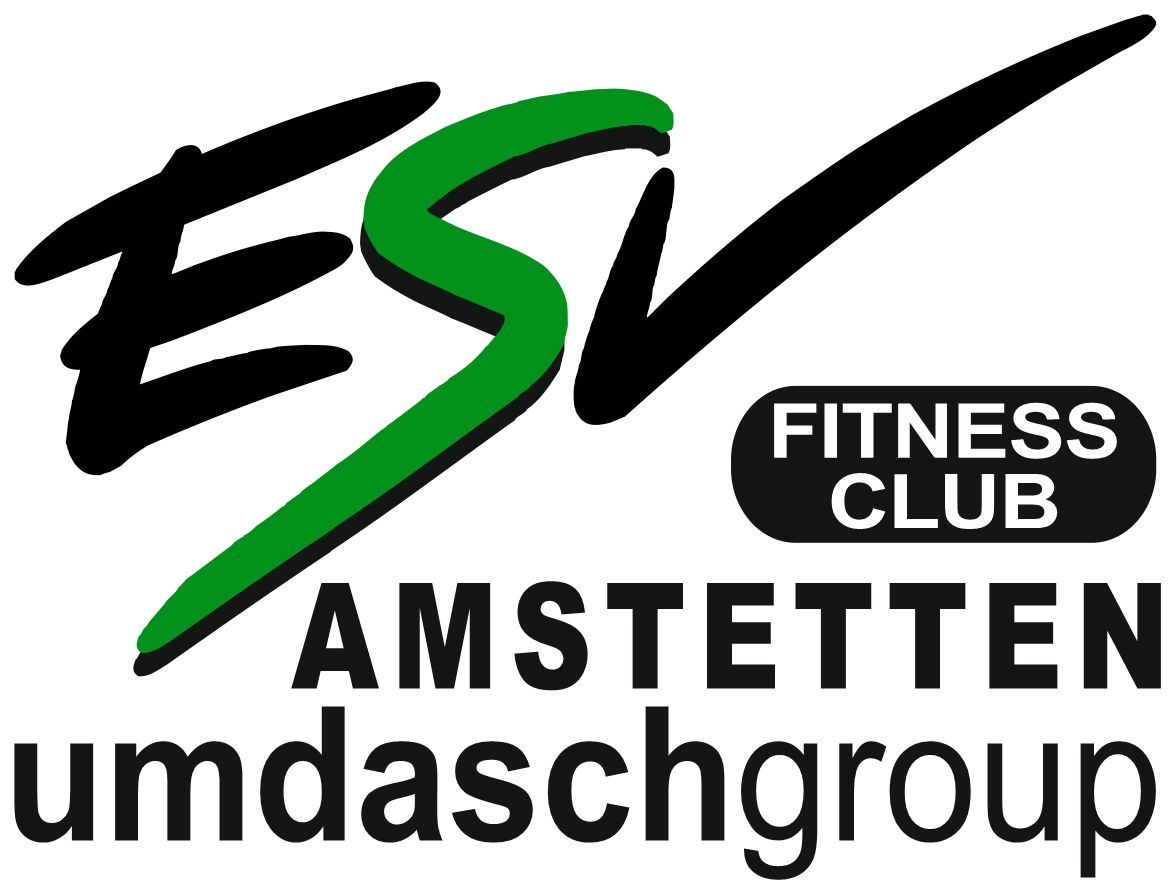 ESV
FITNESS
CLUB
AMSTETTEN
umdaschgroup